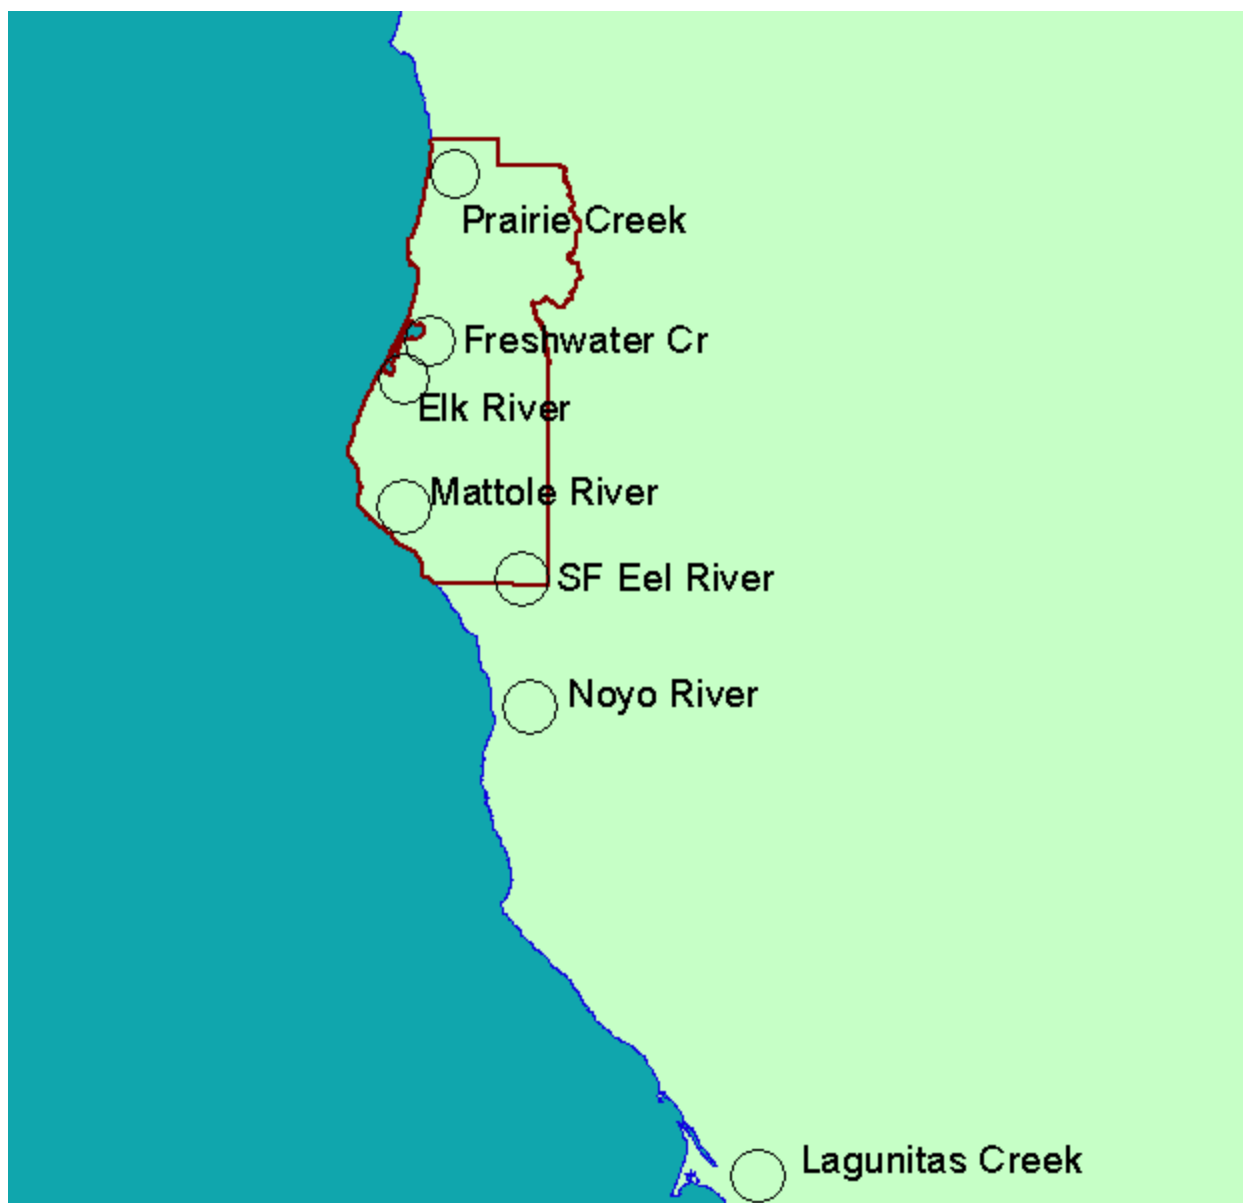 Prairie Creek
Freshwater Cr
Elk River
Mattole River
SF Eel River
Noyo River
Lagunitas Creek